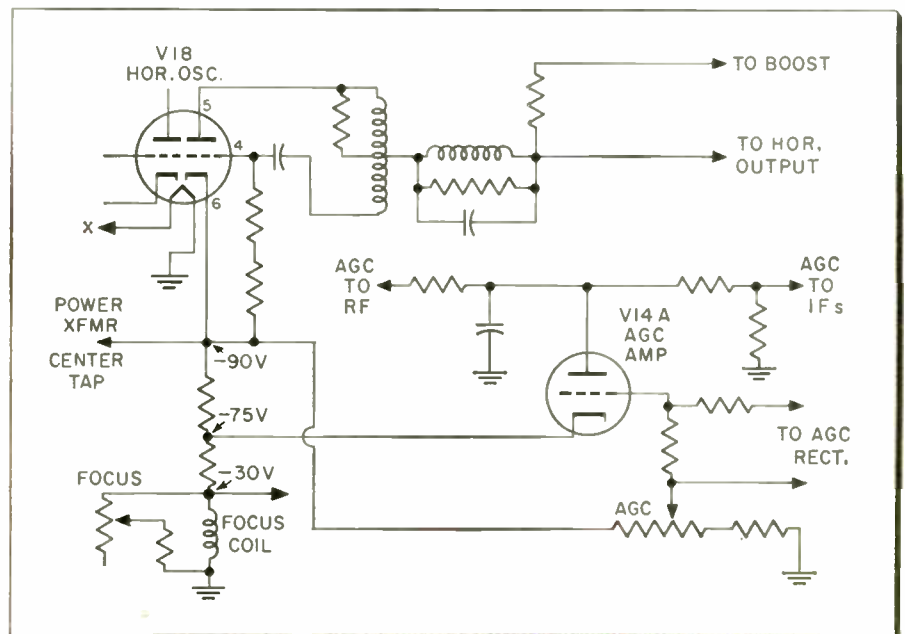 V18
HOR. OSC.
5
4
6
X
TO BOOST
TO HOR.
OUTPUT
POWER
XFMR
CENTER
TAP
-90V
-75V
-30V
FOCUS
FOCUS
COIL
AGC
TO
RF
V14A
AGC
AMP
AGC
TO
IFs
TO AGC
RECT.
AGC